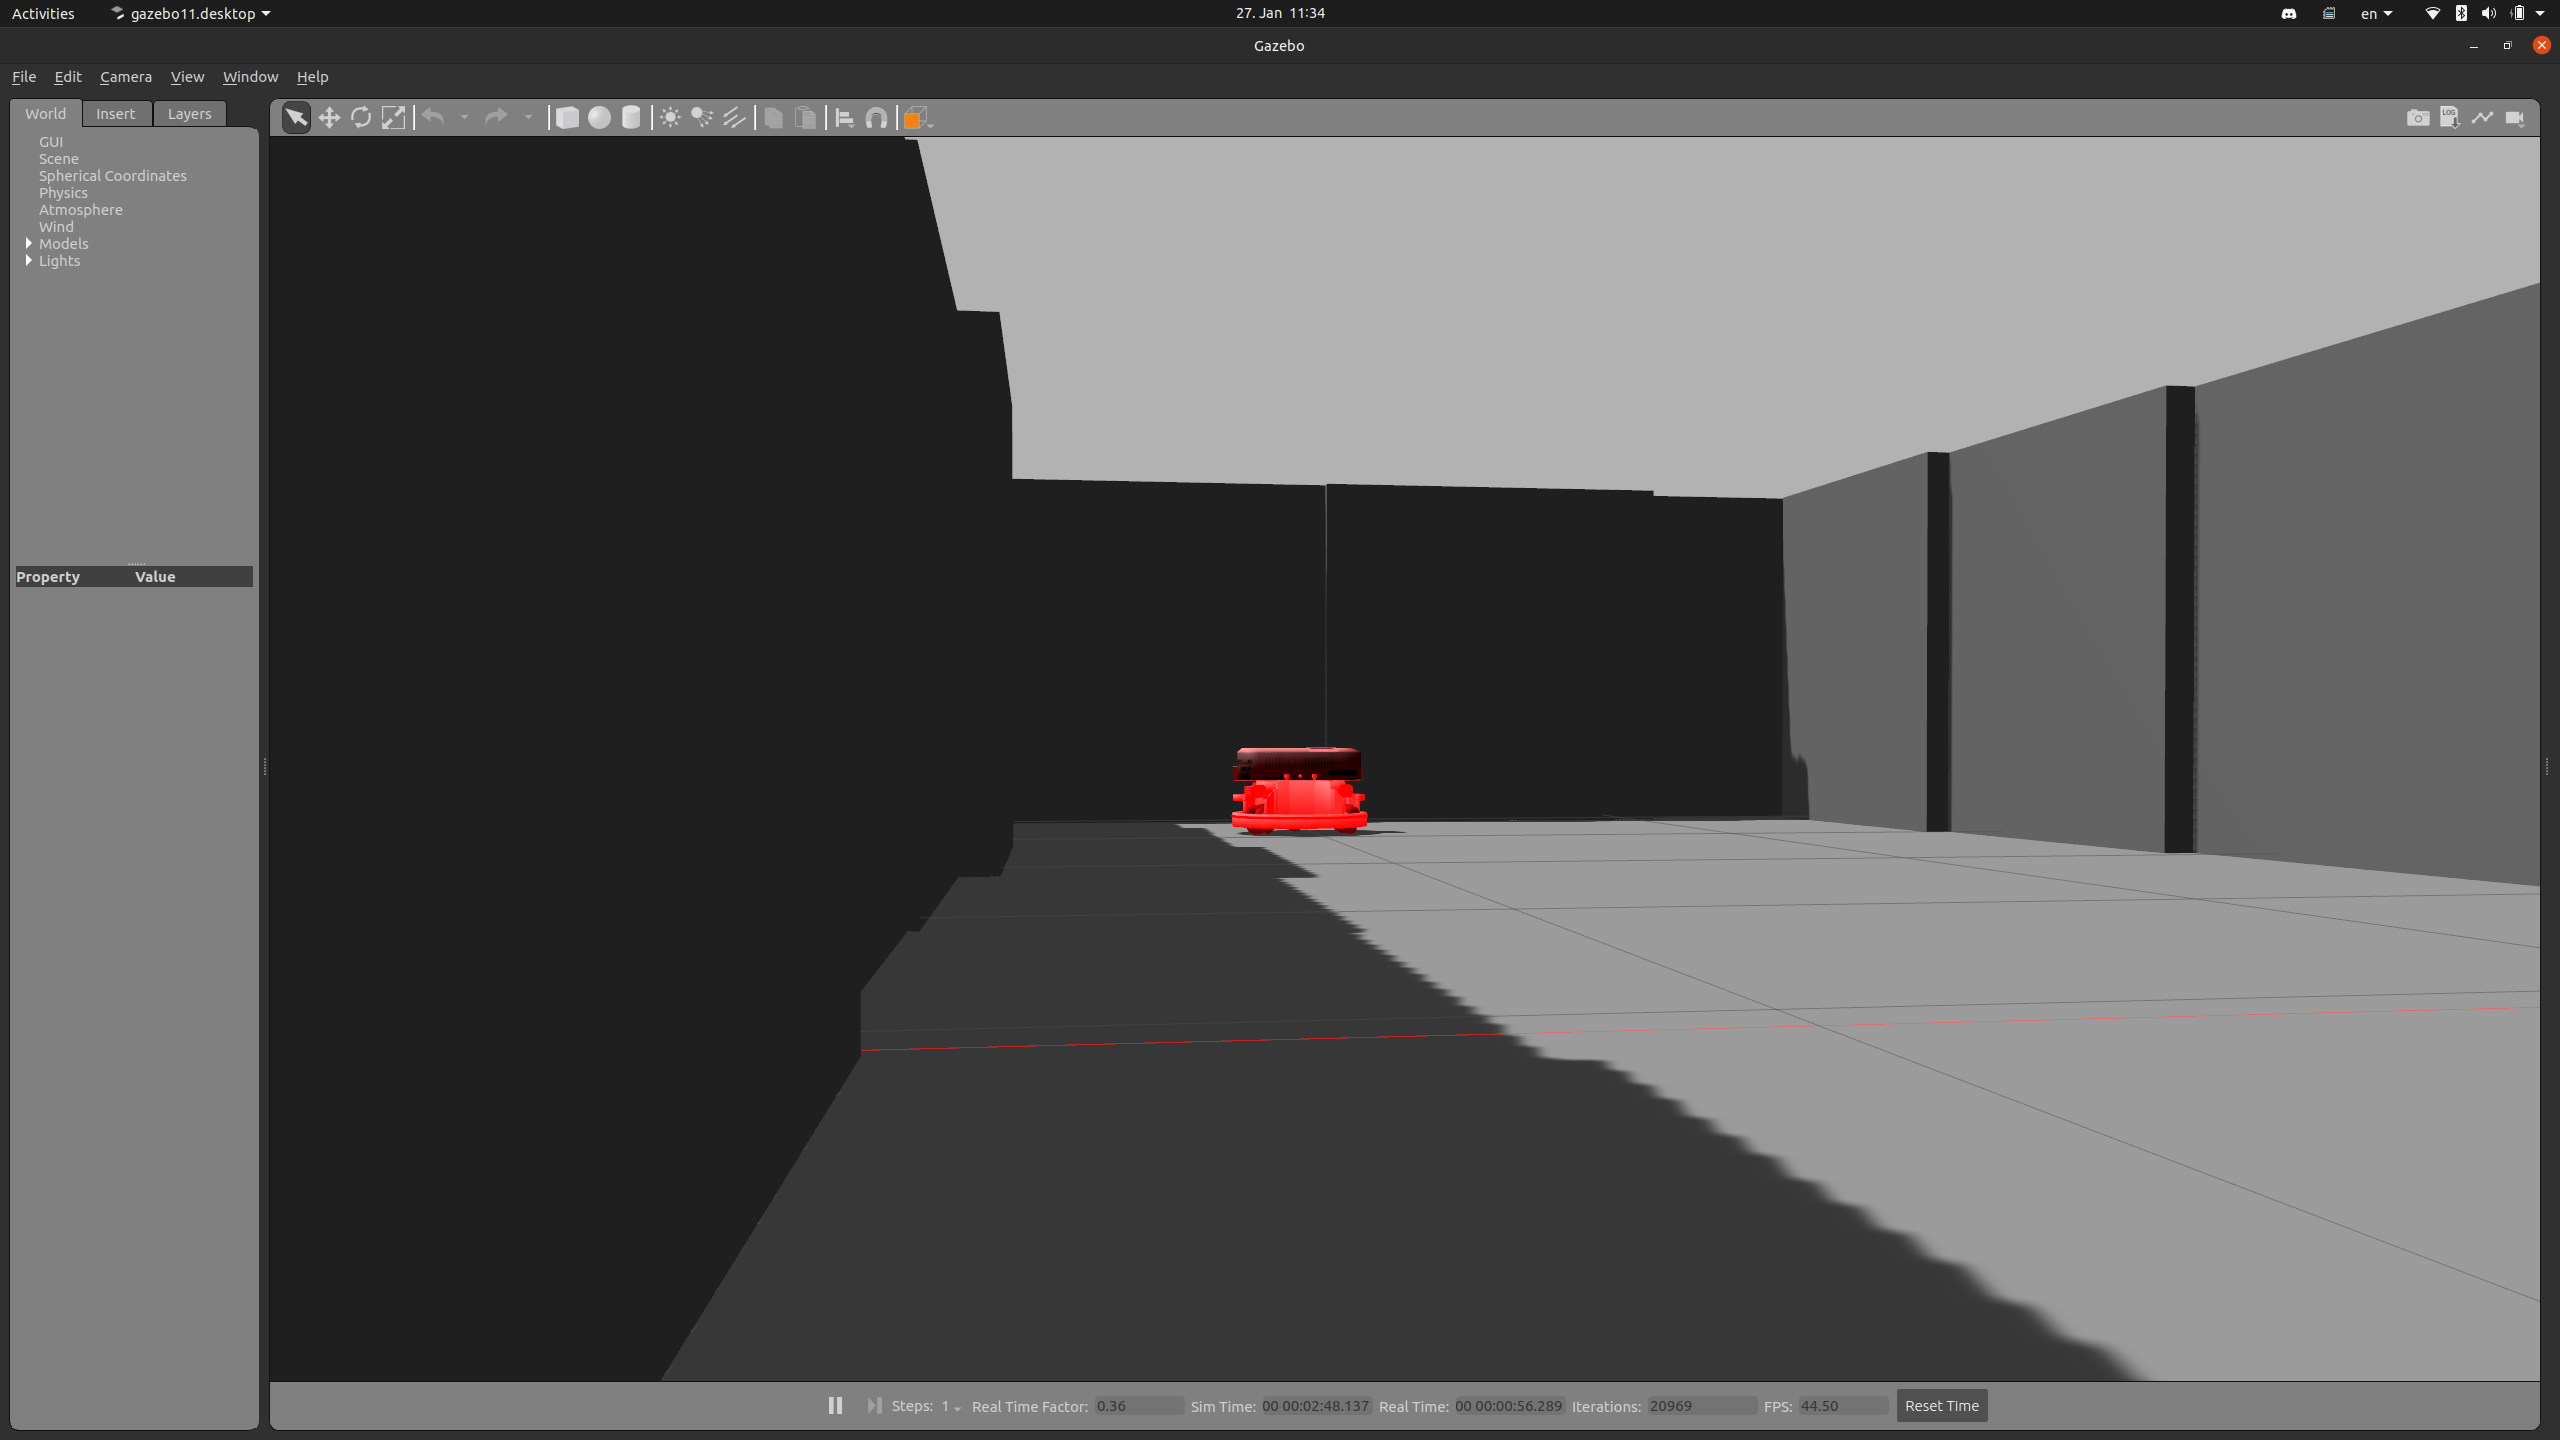 Activities gazebo11.desktop 27. Jan 11:34 en
Gazebo
File Edit Camera View Window Help
World Insert Layers
LOG
GUI
Scene
Spherical Coordinates
Physics
Atmosphere
Wind
Models
Lights
Property Value
Steps: 1 Real Time Factor: 0.36 Sim Time: 00 00:02:48.137 Real Time: 00 00:00:56.289 Iterations: 20969 FPS: 44.50 Reset Time